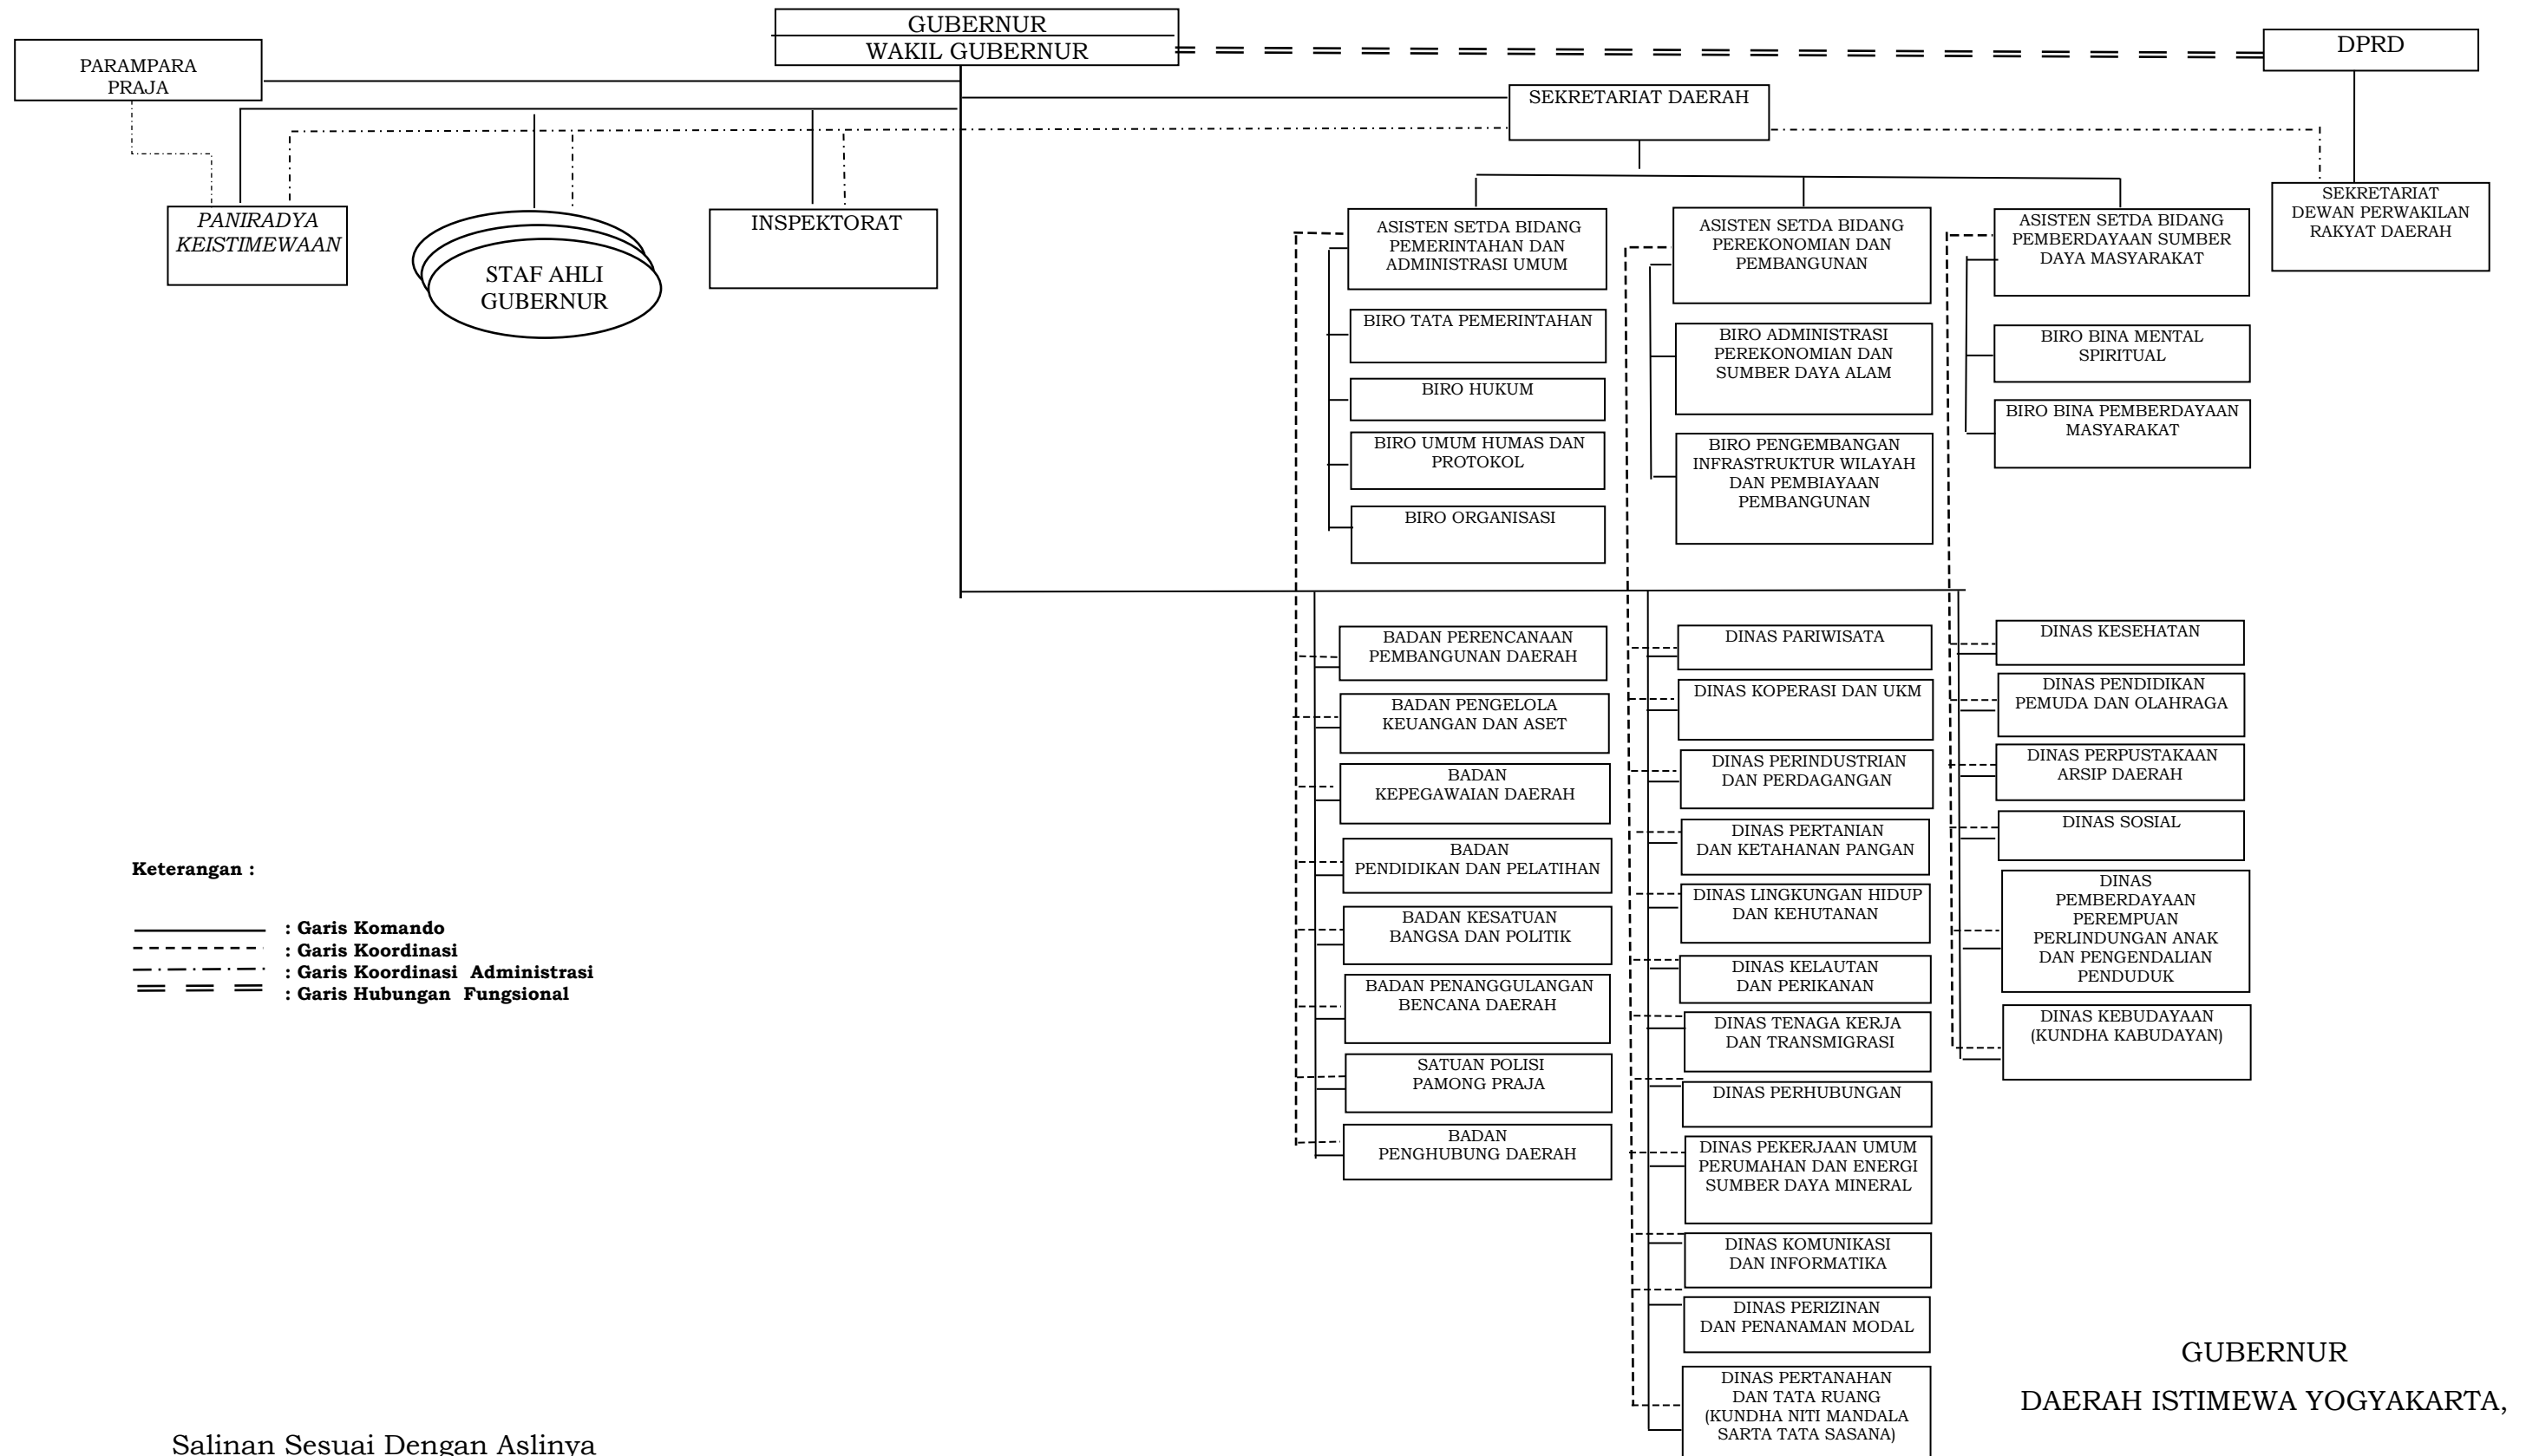 GUBERNUR
WAKIL GUBERNUR
DPRD
PARAMPARA
PRAJA
SEKRETARIAT DAERAH
PANIRADYA
KEISTIMEWAAN
STAF AHLI
GUBERNUR
INSPEKTORAT
SEKRETARIAT
DEWAN PERWAKILAN
RAKYAT DAERAH
ASISTEN SETDA BIDANG
PEMERINTAHAN DAN
ADMINISTRASI UMUM
BIRO TATA PEMERINTAHAN
BIRO HUKUM
BIRO UMUM HUMAS DAN
PROTOKOL
BIRO ORGANISASI
ASISTEN SETDA BIDANG
PEREKONOMIAN DAN
PEMBANGUNAN
BIRO ADMINISTRASI
PEREKONOMIAN DAN
SUMBER DAYA ALAM
BIRO PENGEMBANGAN
INFRASTRUKTUR WILAYAH
DAN PEMBIAYAAN
PEMBANGUNAN
ASISTEN SETDA BIDANG
PEMBERDAYAAN SUMBER
DAYA MASYARAKAT
BIRO BINA MENTAL
SPIRITUAL
BIRO BINA PEMBERDAYAAN
MASYARAKAT
BADAN PERENCANAAN
PEMBANGUNAN DAERAH
BADAN PENGELOLA
KEUANGAN DAN ASET
BADAN
KEPEGAWAIAN DAERAH
BADAN
PENDIDIKAN DAN PELATIHAN
BADAN KESATUAN
BANGSA DAN POLITIK
BADAN PENANGGULANGAN
BENCANA DAERAH
SATUAN POLISI
PAMONG PRAJA
BADAN
PENGHUBUNG DAERAH
DINAS PARIWISATA
DINAS KOPERASI DAN UKM
DINAS PERINDUSTRIAN
DAN PERDAGANGAN
DINAS PERTANIAN
DAN KETAHANAN PANGAN
DINAS LINGKUNGAN HIDUP
DAN KEHUTANAN
DINAS KELAUTAN
DAN PERIKANAN
DINAS TENAGA KERJA
DAN TRANSMIGRASI
DINAS PERHUBUNGAN
DINAS PEKERJAAN UMUM
PERUMAHAN DAN ENERGI
SUMBER DAYA MINERAL
DINAS KOMUNIKASI
DAN INFORMATIKA
DINAS PERIZINAN
DAN PENANAMAN MODAL
DINAS PERTANAHAN
DAN TATA RUANG
(KUNDHA NITI MANDALA
SARTA TATA SASANA)
DINAS KESEHATAN
DINAS PENDIDIKAN
PEMUDA DAN OLAHRAGA
DINAS PERPUSTAKAAN
ARSIP DAERAH
DINAS SOSIAL
DINAS
PEMBERDAYAAN
PEREMPUAN
PERLINDUNGAN ANAK
DAN PENGENDALIAN
PENDUDUK
DINAS KEBUDAYAAN
(KUNDHA KABUDAYAN)
Keterangan :
: Garis Komando
: Garis Koordinasi
: Garis Koordinasi Administrasi
: Garis Hubungan Fungsional
GUBERNUR
DAERAH ISTIMEWA YOGYAKARTA,
Salinan Sesuai Dengan Aslinya